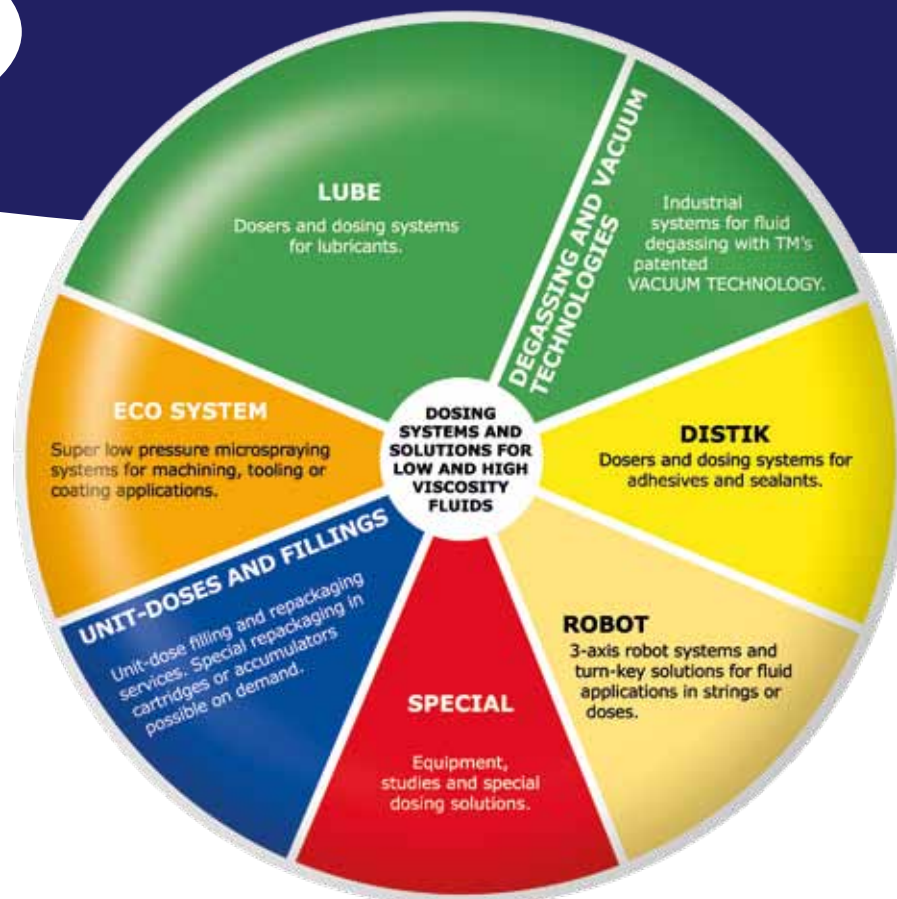 LUBE
Dosers and dosing systems
for lubricants.
DEGASSING AND VACUUM
TECHNOLOGIES
Industrial
systems for fluid
degassing with TM's
patented
VACUUM TECHNOLOGY.
DISTIK
Dosers and dosing systems for
adhesives and sealants.
ROBOT
3-axis robot systems and
turn-key solutions for fluid
applications in strings or
doses.
SPECIAL
Equipment,
studies and special
dosing solutions.
UNIT-DOSES AND FILLINGS
Unit-dose filling and repackaging
services. Special repackaging in
cartridges or accumulators
possible on demand.
ECO SYSTEM
Super low pressure microspraying
systems for machining, tooling or
coating applications.
DOSING
SYSTEMS AND
SOLUTIONS FOR
LOW AND HIGH
VISCOSITY
FLUIDS